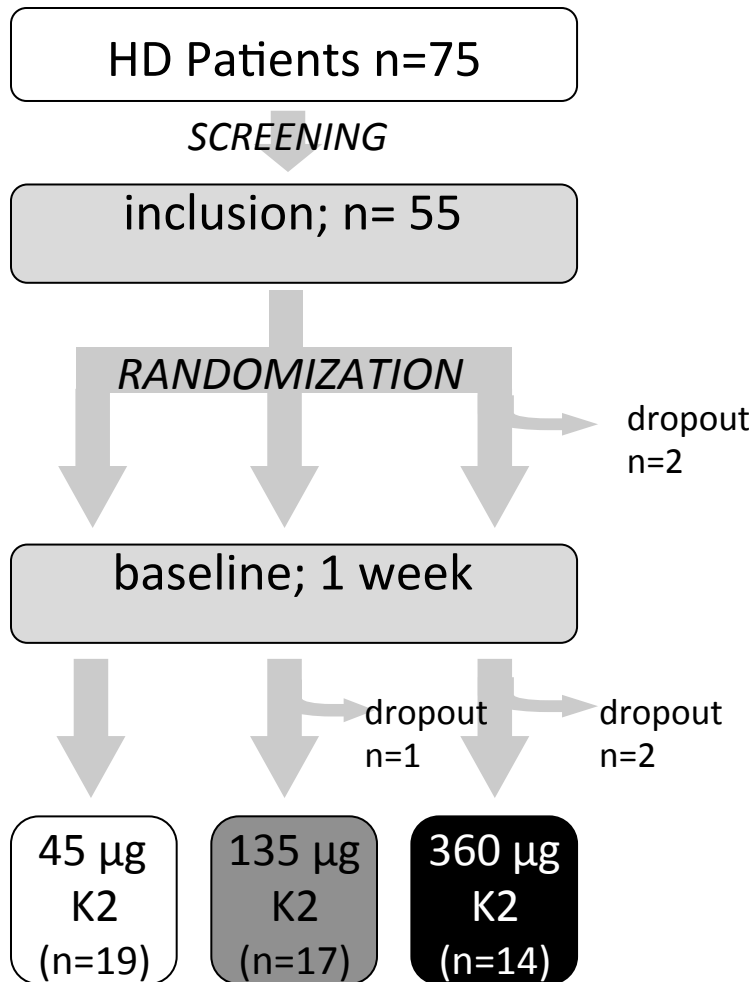 HD Patients n=75
SCREENING
inclusion; n= 55
RANDOMIZATION
dropout
n=2
baseline; 1 week
dropout
n=1
dropout
n=2
45 μg
K2
(n=19)
135 μg
K2
(n=17)
360 μg
K2
(n=14)